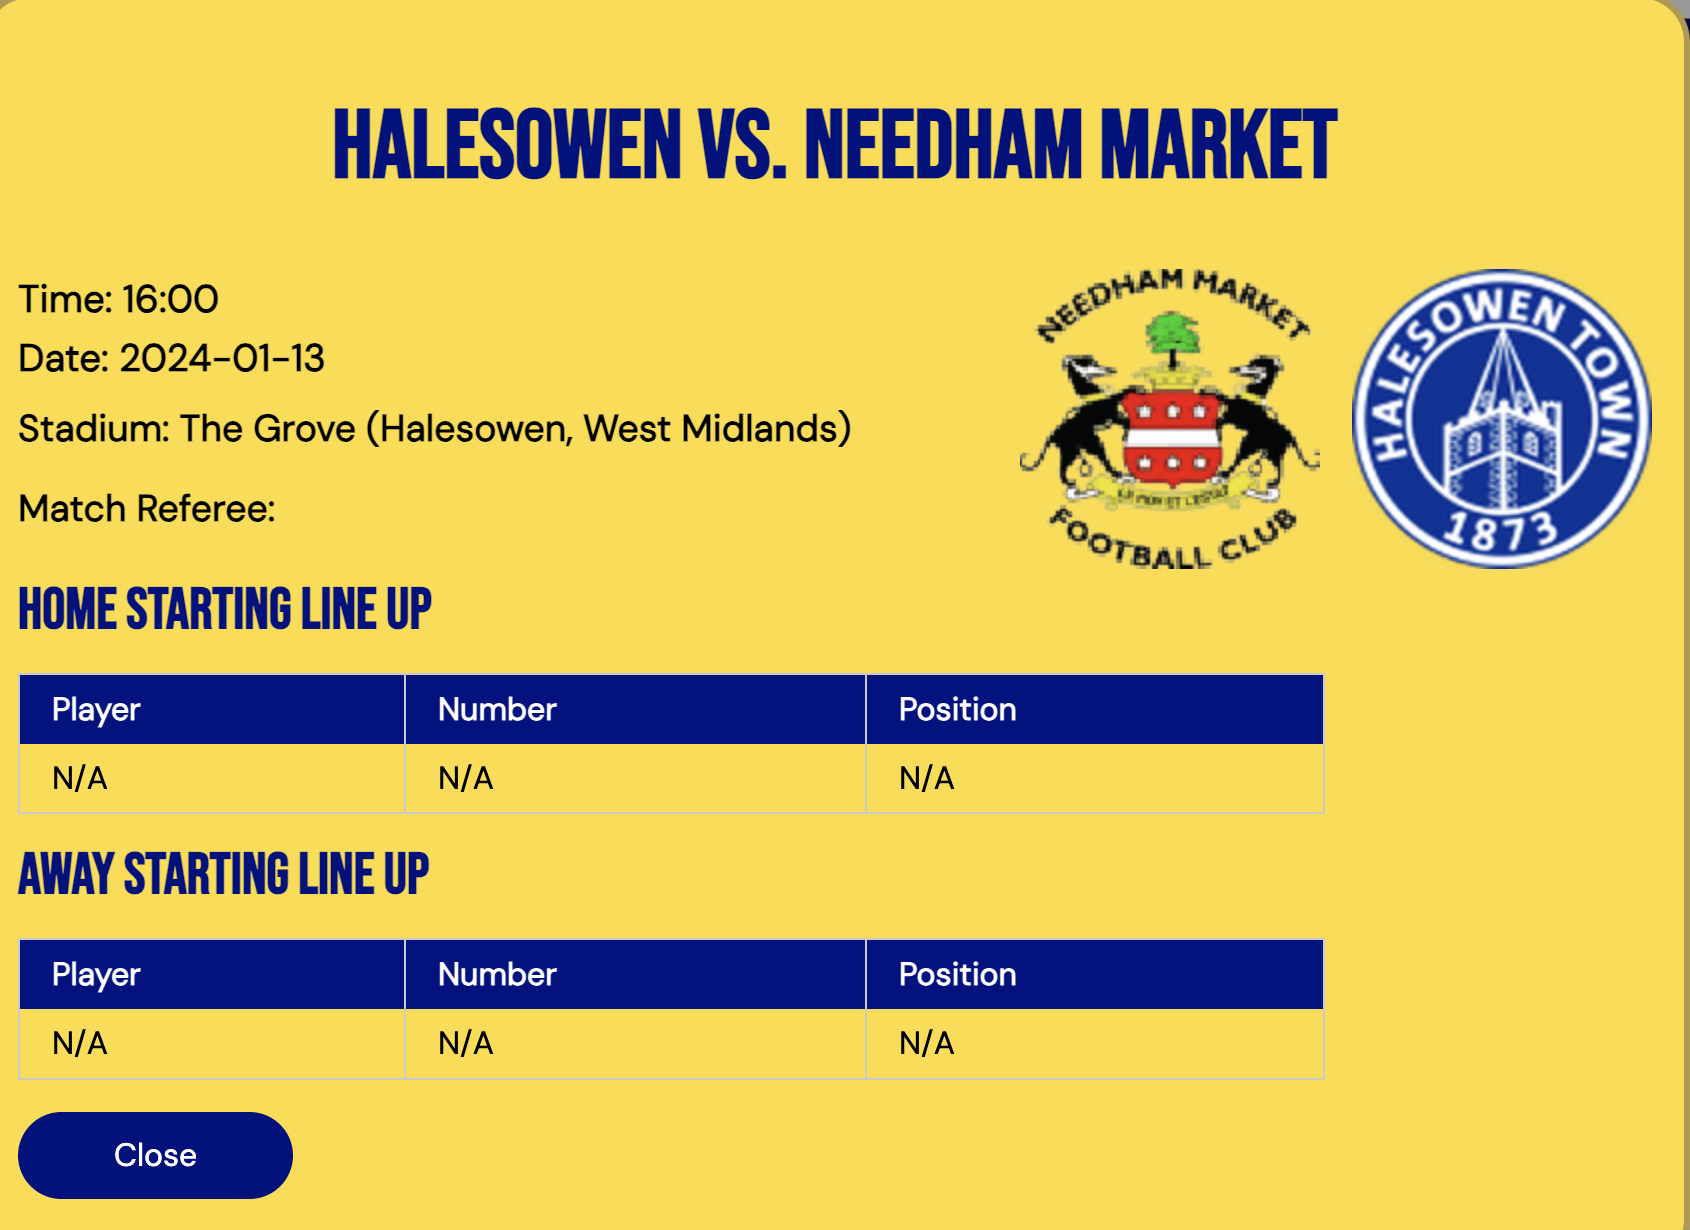 HALESOWEN VS. NEEDHAM MARKET
Time: 16:00
Date: 2024-01-13
Stadium: The Grove (Halesowen, West Midlands)
Match Referee:
NEEDHAM MARKET
FOOTBALL CLUB
HALESOWEN TOWN
1873
HOME STARTING LINE UP
Player Number Position
N/A N/A N/A
AWAY STARTING LINE UP
Player Number Position
N/A N/A N/A
Close